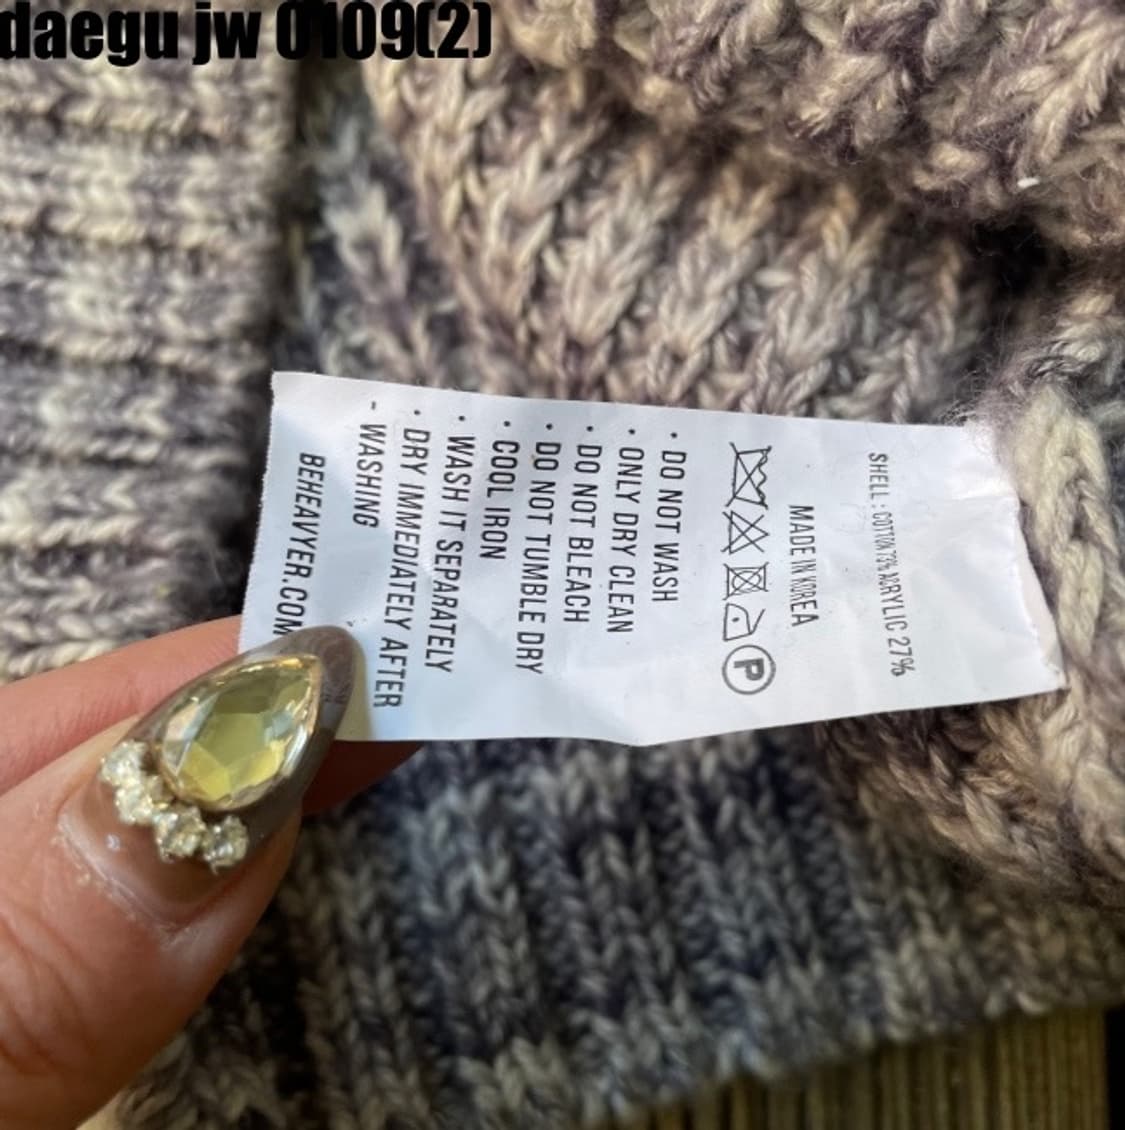 daegu jw 0109(2)
SHELL : COTTON 73% ACRYLIC 27%
MADE IN KOREA
P
· DO NOT WASH
· ONLY DRY CLEAN
· DO NOT BLEACH
· DO NOT TUMBLE DRY
· COOL IRON
· WASH IT SEPARATELY
· DRY IMMEDIATELY AFTER
- WASHING
BEHEAVYER.COM